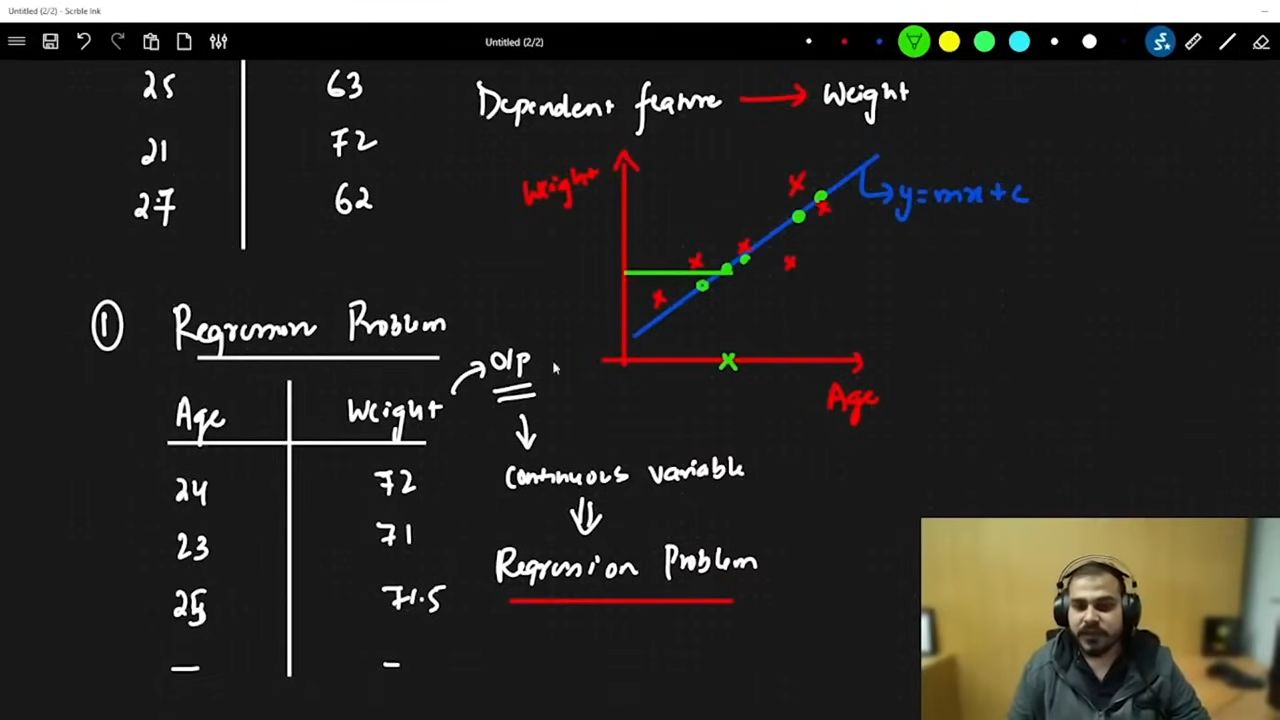 Untitled (2/2) - Scrble Ink
Untitled (2/2)
25 63
21 72
27 62
Dependent feature → Weight
Weight
y=mx+c
Age
① Regression Problem
Age Weight → O/p
24 72
23 71
25 71.5
— -
Continuous variable
Regression Problem